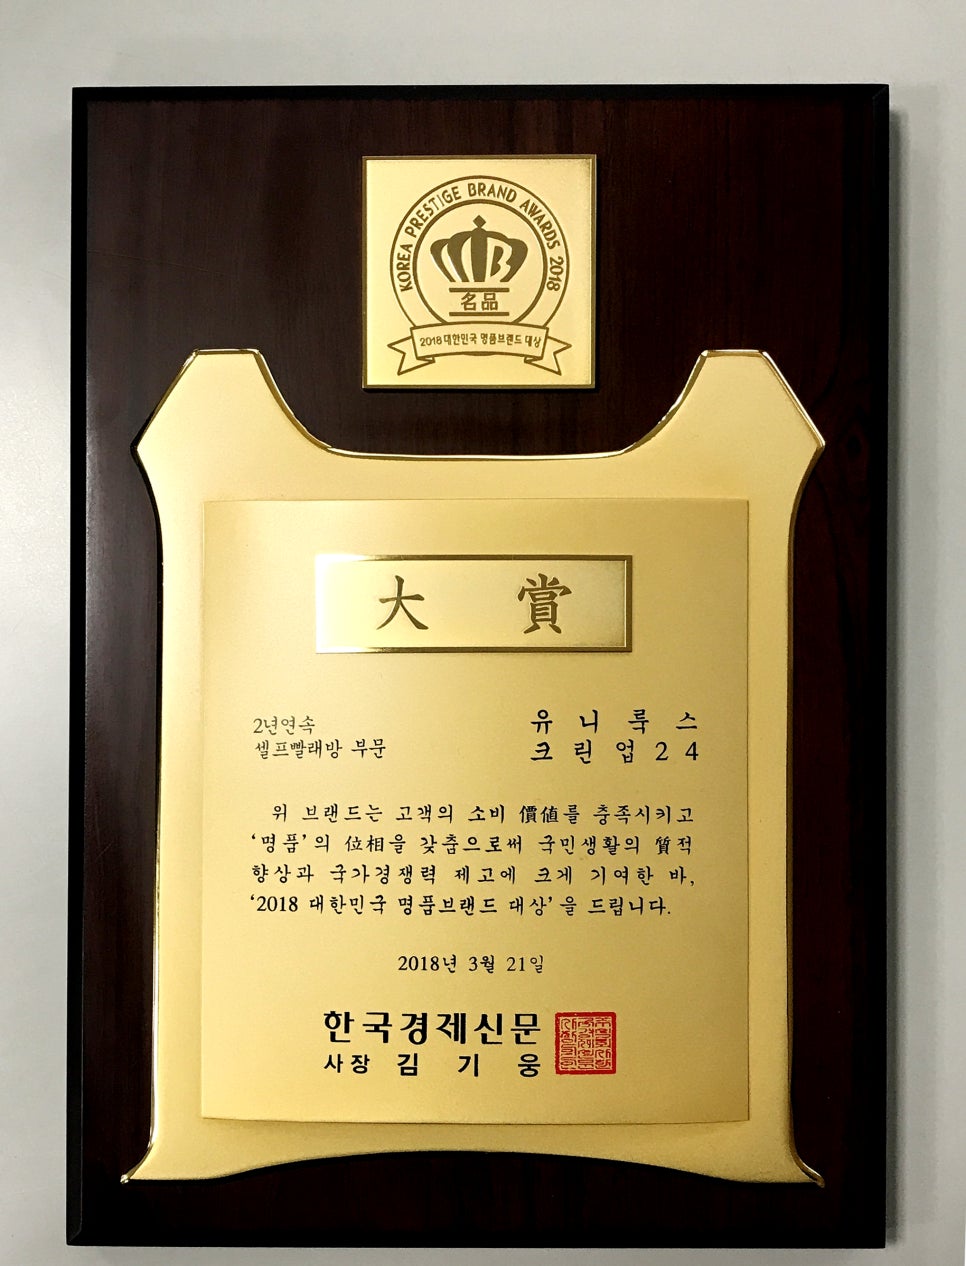 KOREA PRESTIGE BRAND AWARDS 2018
名品
2018 대한민국 명품브랜드 대상
大賞
2년연속
셀프빨래방 부문
유니룩스
크린업24
위 브랜드는 고객의 소비 價値를 충족시키고
‘명품’의 位相을 갖춤으로써 국민생활의 質적
향상과 국가경쟁력 제고에 크게 기여한 바,
‘2018 대한민국 명품브랜드 대상’을 드립니다.
2018년 3월 21일
한국경제신문
사장 김기웅